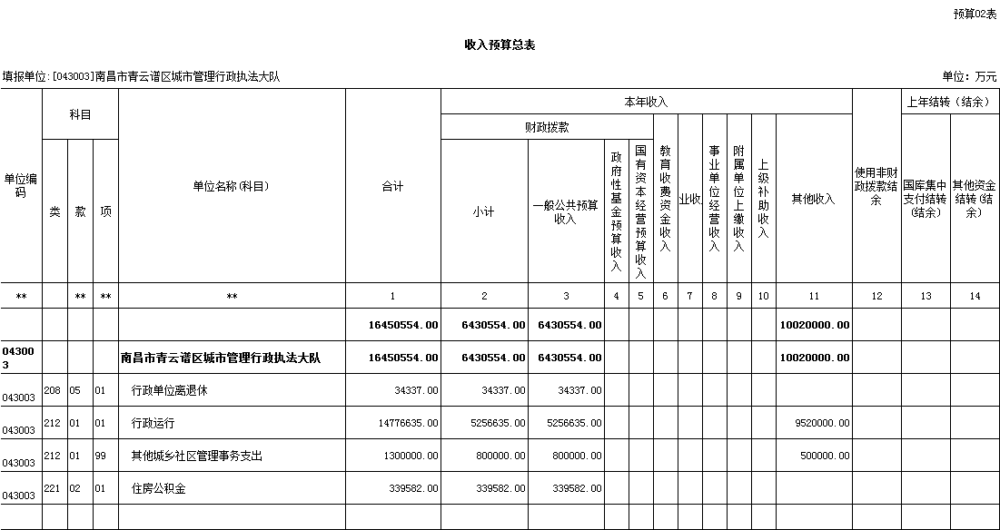 预算02表
收入预算总表
填报单位:[043003]南昌市青云谱区城市管理行政执法大队 单位：万元
单位编码 科目 单位名称(科目) 合计 本年收入 使用非财政拨款结余 上年结转（结余）
财政拨款 教育收费资金收入 业收 事业单位经营收入 附属单位上缴收入 上级补助收入 其他收入 国库集中支付结转(结余) 其他资金结转(结余）
类 款 项 小计 一般公共预算收入 政府性基金预算收入 国有资本经营预算收入
** ** ** ** 1 2 3 4 5 6 7 8 9 10 11 12 13 14
16450554.00 6430554.00 6430554.00 10020000.00
043003 南昌市青云谱区城市管理行政执法大队 16450554.00 6430554.00 6430554.00 10020000.00
043003 208 05 01 行政单位离退休 34337.00 34337.00 34337.00
043003 212 01 01 行政运行 14776635.00 5256635.00 5256635.00 9520000.00
043003 212 01 99 其他城乡社区管理事务支出 1300000.00 800000.00 800000.00 500000.00
043003 221 02 01 住房公积金 339582.00 339582.00 339582.00